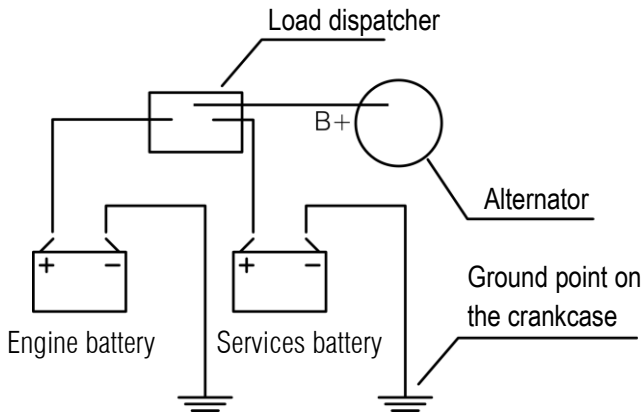 Load dispatcher
B+
Alternator
+ −
+ −
Ground point on
the crankcase
Engine battery
Services battery